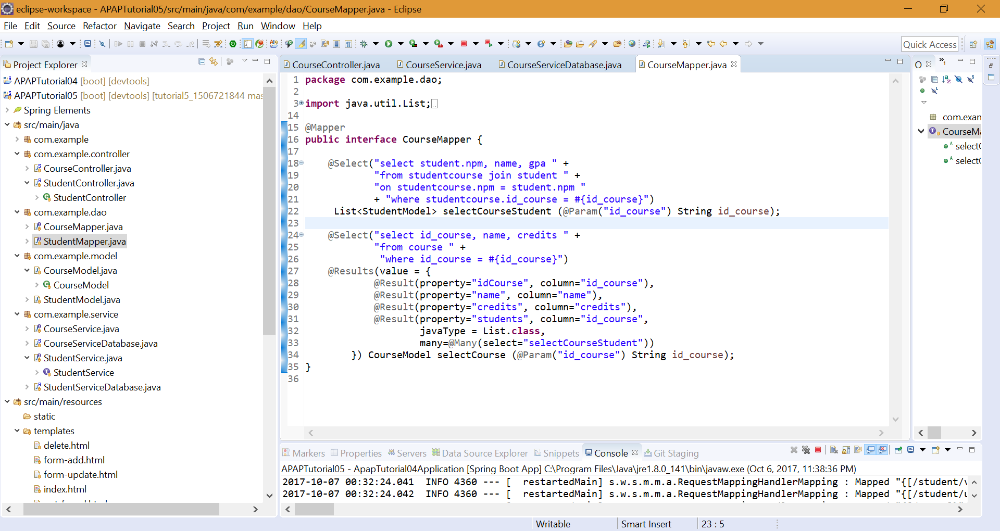 eclipse-workspace - APAPTutorial05/src/main/java/com/example/dao/CourseMapper.java - Eclipse
File Edit Source Refactor Navigate Search Project Run Window Help
Quick Access
Project Explorer
APAPTutorial04 [boot] [devtools]
APAPTutorial05 [boot] [devtools] [tutorial5_1506721844 mas
Spring Elements
src/main/java
com.example
com.example.controller
CourseController.java
StudentController.java
StudentController
com.example.dao
CourseMapper.java
StudentMapper.java
com.example.model
CourseModel.java
CourseModel
StudentModel.java
com.example.service
CourseService.java
CourseServiceDatabase.java
StudentService.java
StudentService
StudentServiceDatabase.java
src/main/resources
static
templates
delete.html
form-add.html
form-update.html
index.html
CourseController.java CourseService.java CourseServiceDatabase.java CourseMapper.java
1 package com.example.dao;
2
3 import java.util.List;
14
15 @Mapper
16 public interface CourseMapper {
17
18 @Select("select student.npm, name, gpa " +
19 "from studentcourse join student " +
20 "on studentcourse.npm = student.npm "
21 + "where studentcourse.id_course = #{id_course}")
22 List<StudentModel> selectCourseStudent (@Param("id_course") String id_course);
23
24 @Select("select id_course, name, credits " +
25 "from course " +
26 "where id_course = #{id_course}")
27 @Results(value = {
28 @Result(property="idCourse", column="id_course"),
29 @Result(property="name", column="name"),
30 @Result(property="credits", column="credits"),
31 @Result(property="students", column="id_course",
32 javaType = List.class,
33 many=@Many(select="selectCourseStudent"))
34 }) CourseModel selectCourse (@Param("id_course") String id_course);
35 }
36
O
com.exan
CourseMa
selectC
selectC
Markers Properties Servers Data Source Explorer Snippets Console Git Staging
APAPTutorial05 - ApapTutorial04Application [Spring Boot App] C:\Program Files\Java\jre1.8.0_141\bin\javaw.exe (Oct 6, 2017, 11:38:36 PM)
2017-10-07 00:32:24.041 INFO 4360 --- [ restartedMain] s.w.s.m.m.a.RequestMappingHandlerMapping : Mapped "{[/student/v
2017-10-07 00:32:24.042 INFO 4360 --- [ restartedMain] s.w.s.m.m.a.RequestMappingHandlerMapping : Mapped "{[/student/u
Writable Smart Insert 23 : 5